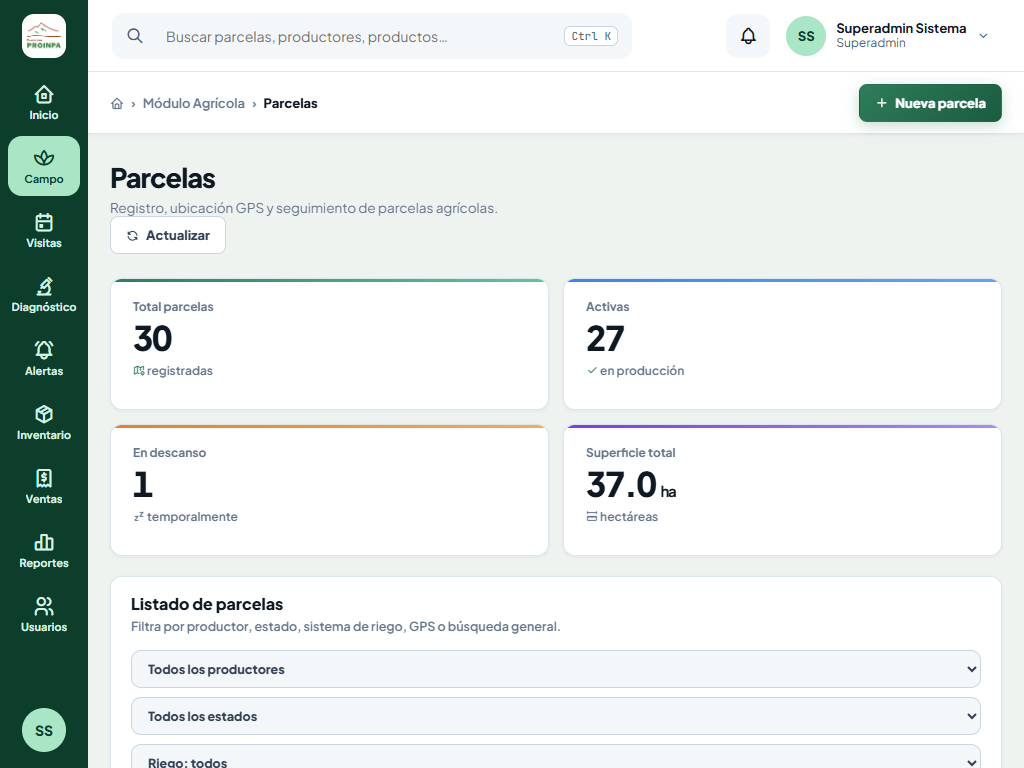 PROINPA
Buscar parcelas, productores, productos...
Ctrl K
SS
Superadmin Sistema
Superadmin
Inicio
Campo
Visitas
Diagnóstico
Alertas
Inventario
Ventas
Reportes
Usuarios
SS
› Módulo Agrícola › Parcelas
+ Nueva parcela
Parcelas
Registro, ubicación GPS y seguimiento de parcelas agrícolas.
Actualizar
Total parcelas
30
registradas
Activas
27
en producción
En descanso
1
temporalmente
Superficie total
37.0 ha
hectáreas
Listado de parcelas
Filtra por productor, estado, sistema de riego, GPS o búsqueda general.
Todos los productores
Todos los estados
Riego: todos